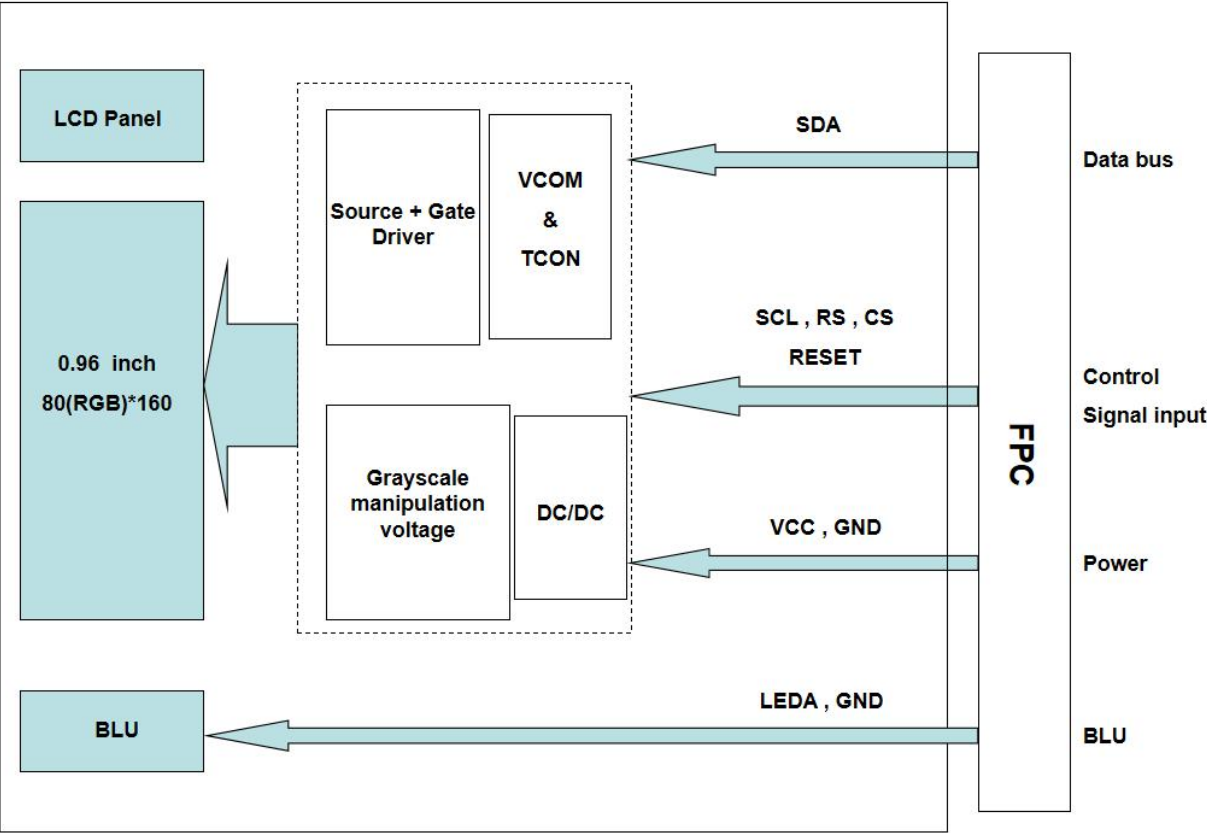 LCD Panel
0.96 inch
80(RGB)*160
BLU
Source + Gate
Driver
VCOM
&
TCON
Grayscale
manipulation
voltage
DC/DC
SDA
SCL , RS , CS
RESET
VCC , GND
LEDA , GND
FPC
Data bus
Control
Signal input
Power
BLU